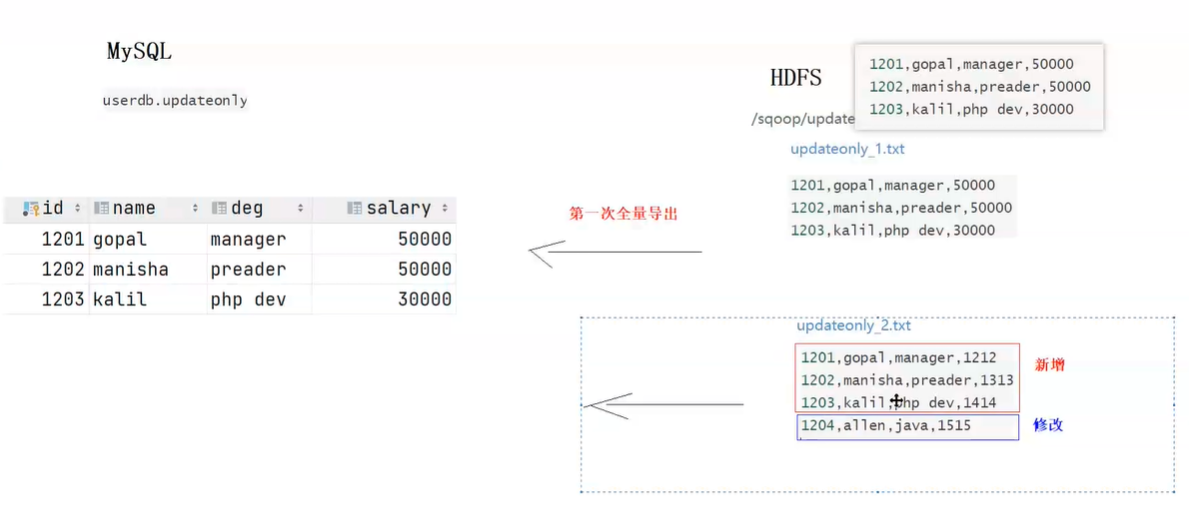 MySQL
userdb.updateonly
id name deg salary
1201 gopal manager 50000
1202 manisha preader 50000
1203 kalil php dev 30000
第一次全量导出
HDFS
1201,gopal,manager,50000
1202,manisha,preader,50000
1203,kalil,php dev,30000
/sqoop/update
updateonly_1.txt
1201,gopal,manager,50000
1202,manisha,preader,50000
1203,kalil,php dev,30000
updateonly_2.txt
1201,gopal,manager,1212
1202,manisha,preader,1313
1203,kalil,php dev,1414
新增
1204,allen,java,1515
修改